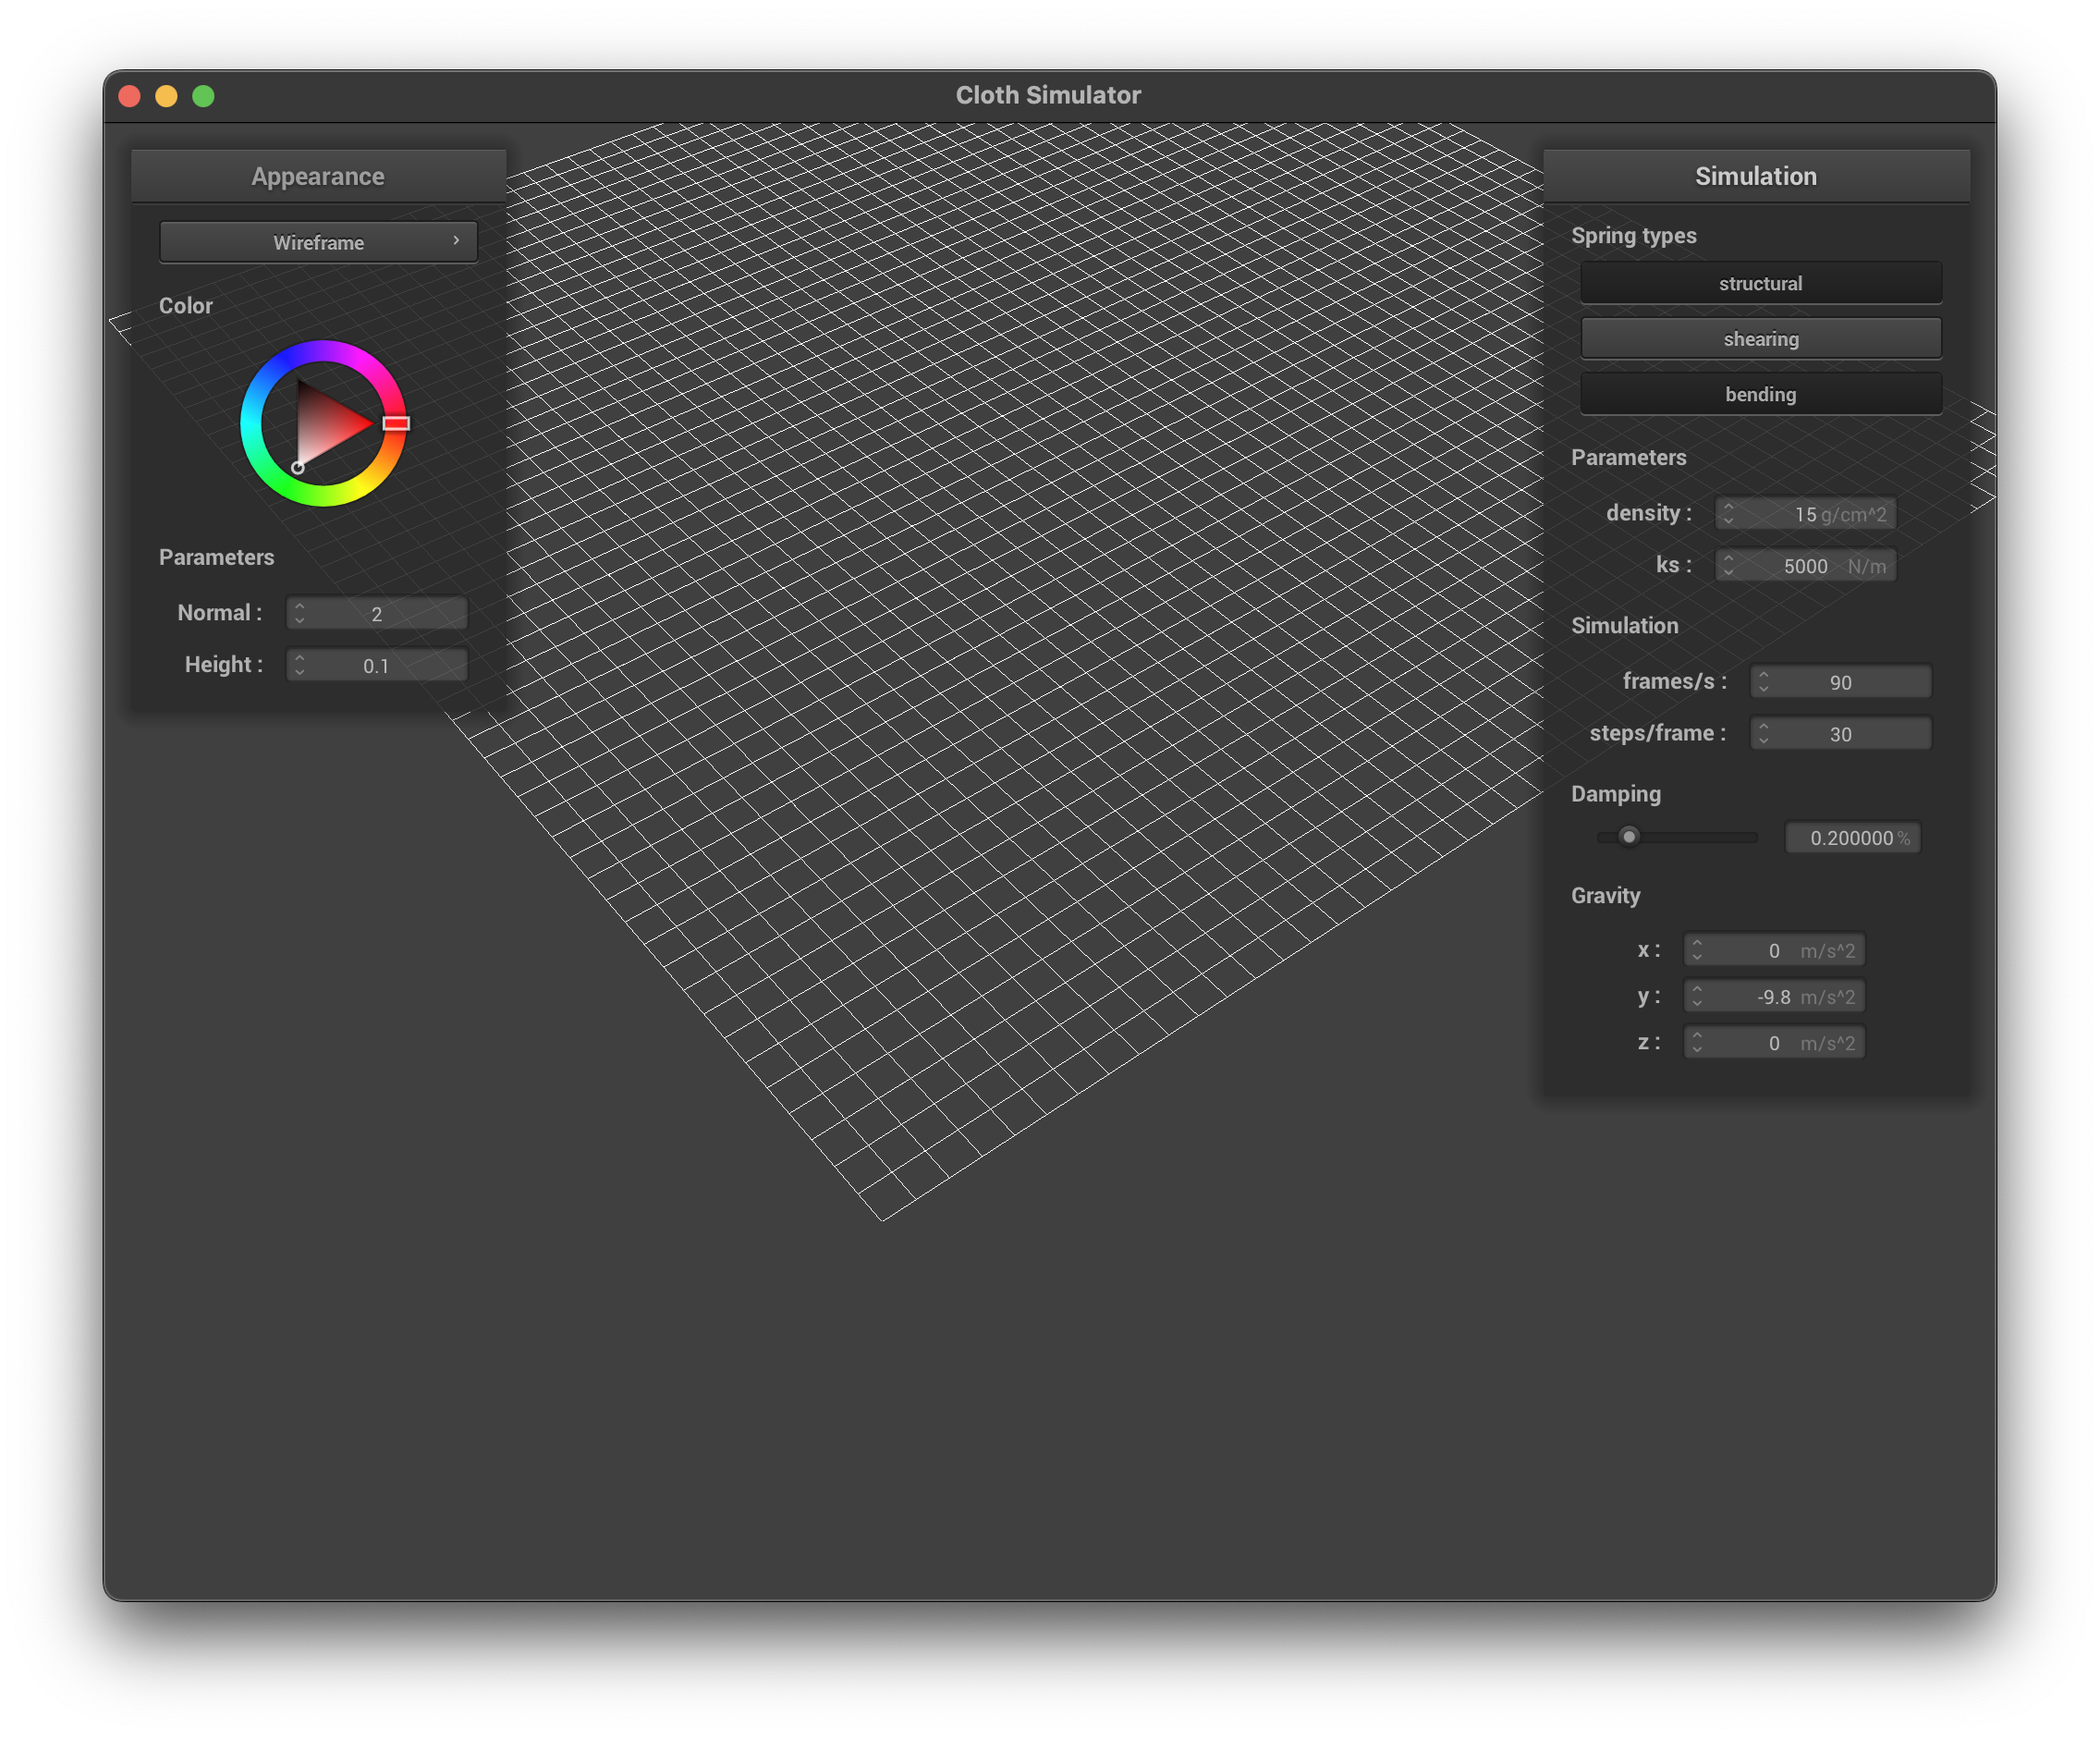 Cloth Simulator
Appearance
Wireframe
Color
Parameters
Normal : 2
Height : 0.1
Simulation
Spring types
structural
shearing
bending
Parameters
density : 15 g/cm^2
ks : 5000 N/m
Simulation
frames/s : 90
steps/frame : 30
Damping
0.200000 %
Gravity
x : 0 m/s^2
y : -9.8 m/s^2
z : 0 m/s^2